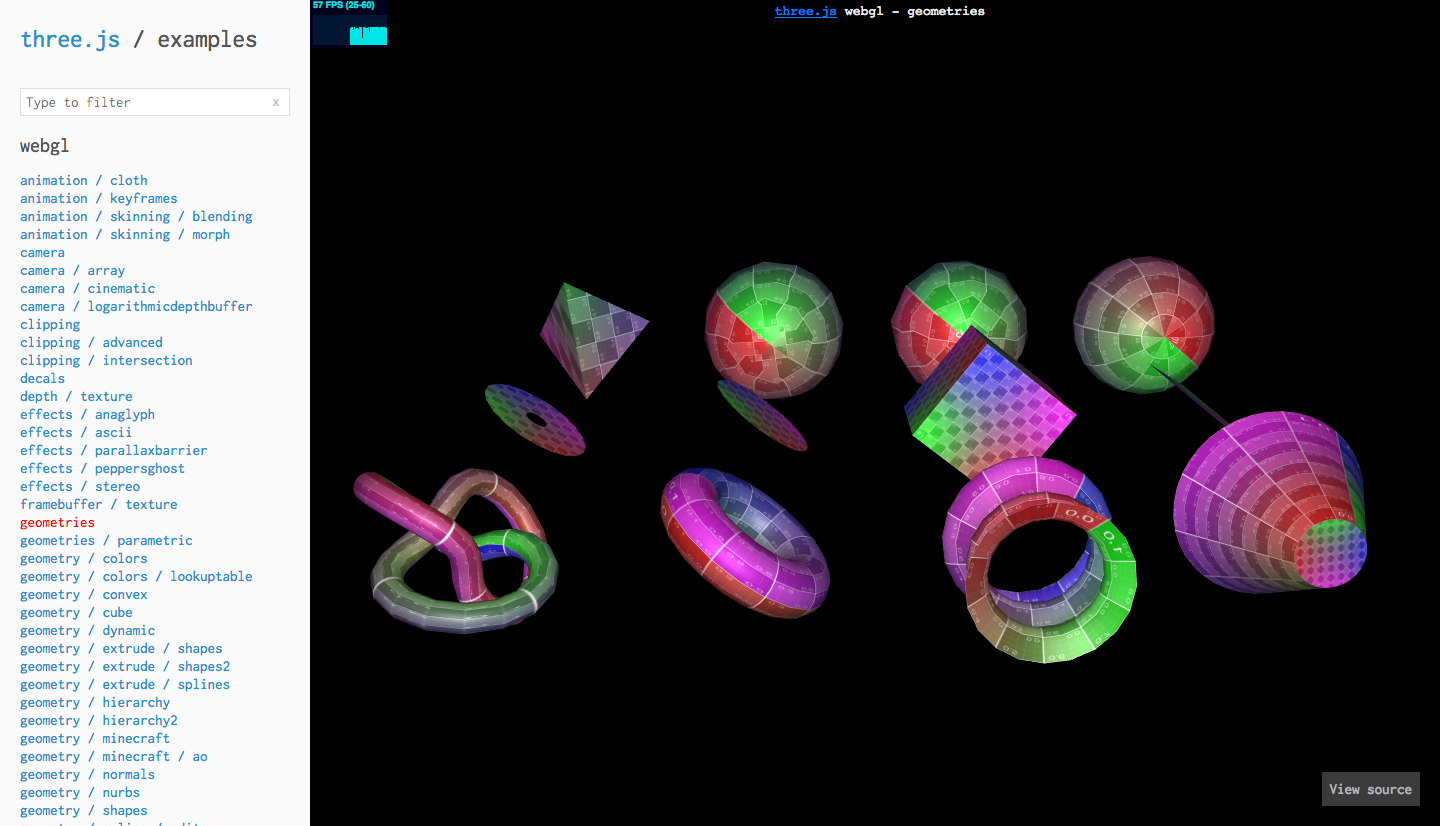 three.js / examples
Type to filter x
webgl
animation / cloth
animation / keyframes
animation / skinning / blending
animation / skinning / morph
camera
camera / array
camera / cinematic
camera / logarithmicdepthbuffer
clipping
clipping / advanced
clipping / intersection
decals
depth / texture
effects / anaglyph
effects / ascii
effects / parallaxbarrier
effects / peppersghost
effects / stereo
framebuffer / texture
geometries
geometries / parametric
geometry / colors
geometry / colors / lookuptable
geometry / convex
geometry / cube
geometry / dynamic
geometry / extrude / shapes
geometry / extrude / shapes2
geometry / extrude / splines
geometry / hierarchy
geometry / hierarchy2
geometry / minecraft
geometry / minecraft / ao
geometry / normals
geometry / nurbs
geometry / shapes
57 FPS (25-60)
three.js webgl - geometries
0.0
0.1
View source